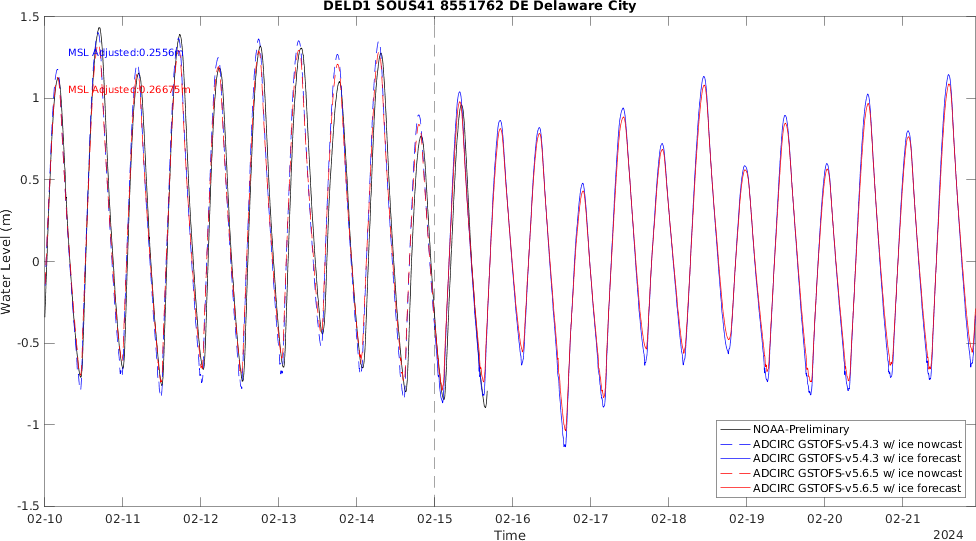 DELD1 SOUS41 8551762 DE Delaware City
1.5
MSL Adjusted:0.2556m
1
MSL Adjusted:0.26675m
0.5
0
-0.5
-1
-1.5
Water Level (m)
NOAA-Preliminary
ADCIRC GSTOFS-v5.4.3 w/ ice nowcast
ADCIRC GSTOFS-v5.4.3 w/ ice forecast
ADCIRC GSTOFS-v5.6.5 w/ ice nowcast
ADCIRC GSTOFS-v5.6.5 w/ ice forecast
02-10 02-11 02-12 02-13 02-14 02-15 02-16 02-17 02-18 02-19 02-20 02-21
Time
2024